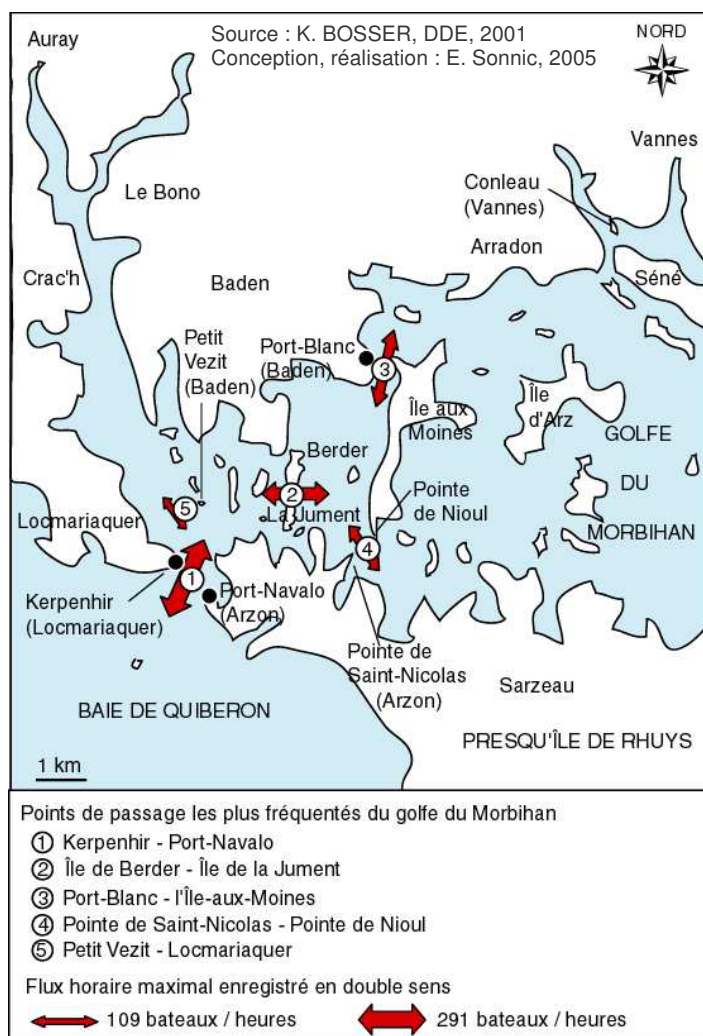 Source : K. BOSSER, DDE, 2001
Conception, réalisation : E. Sonnic, 2005
NORD
Auray
Vannes
Le Bono
Conleau
(Vannes)
Arradon
Crac'h
Baden
Séné
Petit
Vezit
(Baden)
Port-Blanc
(Baden)
3
Île aux
Moines
Île
d'Arz
GOLFE
DU
MORBIHAN
Berder
2
La Jument
Pointe
de Nioul
5
Locmariaquer
4
1
Kerpenhir
(Locmariaquer)
Port-Navalo
(Arzon)
Pointe de
Saint-Nicolas
(Arzon)
Sarzeau
BAIE DE QUIBERON
PRESQU'ÎLE DE RHUYS
1 km
Points de passage les plus fréquentés du golfe du Morbihan
1 Kerpenhir - Port-Navalo
2 Île de Berder - Île de la Jument
3 Port-Blanc - l'Île-aux-Moines
4 Pointe de Saint-Nicolas - Pointe de Nioul
5 Petit Vezit - Locmariaquer
Flux horaire maximal enregistré en double sens
109 bateaux / heures
291 bateaux / heures